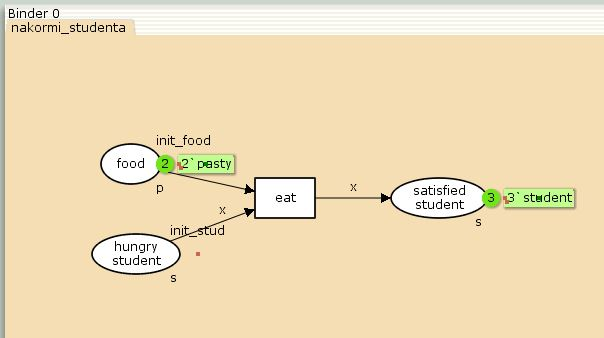 Binder 0
nakormi_studenta
init_food
food
2
2`pasty
p
eat
x
x
init_stud
hungry
student
s
satisfied
student
3
3`student
s